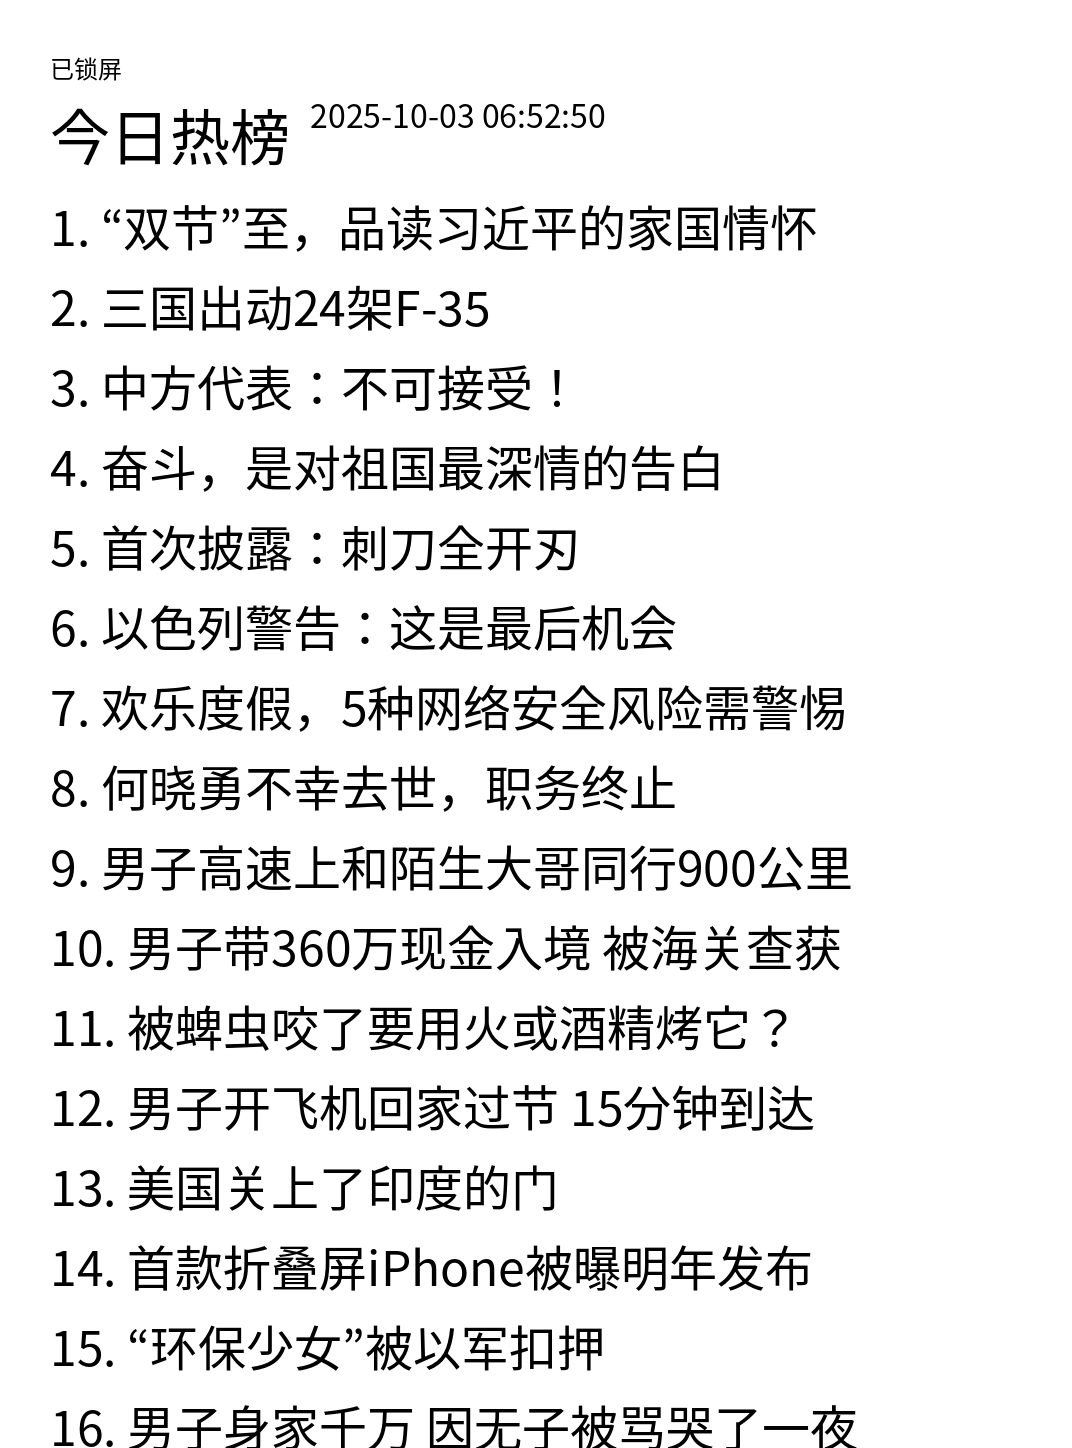 已锁屏
今日热榜 2025-10-03 06:52:50
1. “双节”至，品读习近平的家国情怀
2. 三国出动24架F-35
3. 中方代表：不可接受！
4. 奋斗，是对祖国最深情的告白
5. 首次披露：刺刀全开刃
6. 以色列警告：这是最后机会
7. 欢乐度假，5种网络安全风险需警惕
8. 何晓勇不幸去世，职务终止
9. 男子高速上和陌生大哥同行900公里
10. 男子带360万现金入境 被海关查获
11. 被蜱虫咬了要用火或酒精烤它？
12. 男子开飞机回家过节 15分钟到达
13. 美国关上了印度的门
14. 首款折叠屏iPhone被曝明年发布
15. “环保少女”被以军扣押
16. 男子身家千万 因无子被骂哭了一夜